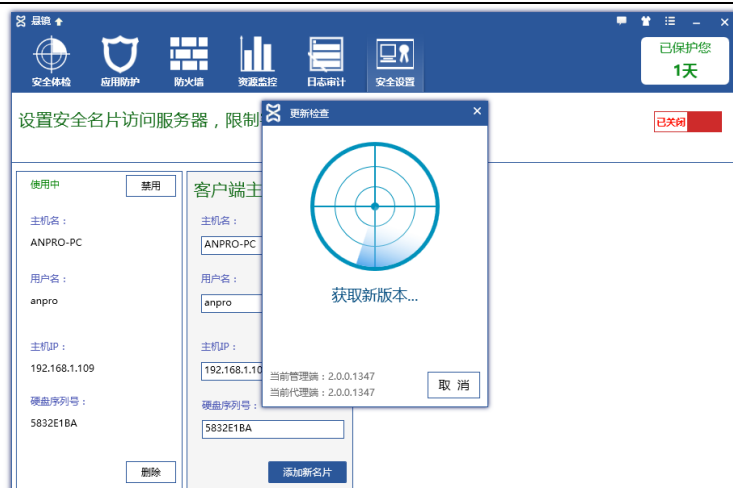 悬镜
安全体检
应用防护
防火墙
资源监控
日志审计
安全设置
已保护您
1天
设置安全名片访问服务器，限制
已关闭
使用中
禁用
主机名：
ANPRO-PC
用户名：
anpro
主机IP：
192.168.1.109
硬盘序列号：
5832E1BA
删除
客户端主
主机名：
ANPRO-PC
用户名：
anpro
主机IP：
192.168.1.10
硬盘序列号：
5832E1BA
添加新名片
更新检查
获取新版本...
当前管理端：2.0.0.1347
当前代理端：2.0.0.1347
取 消